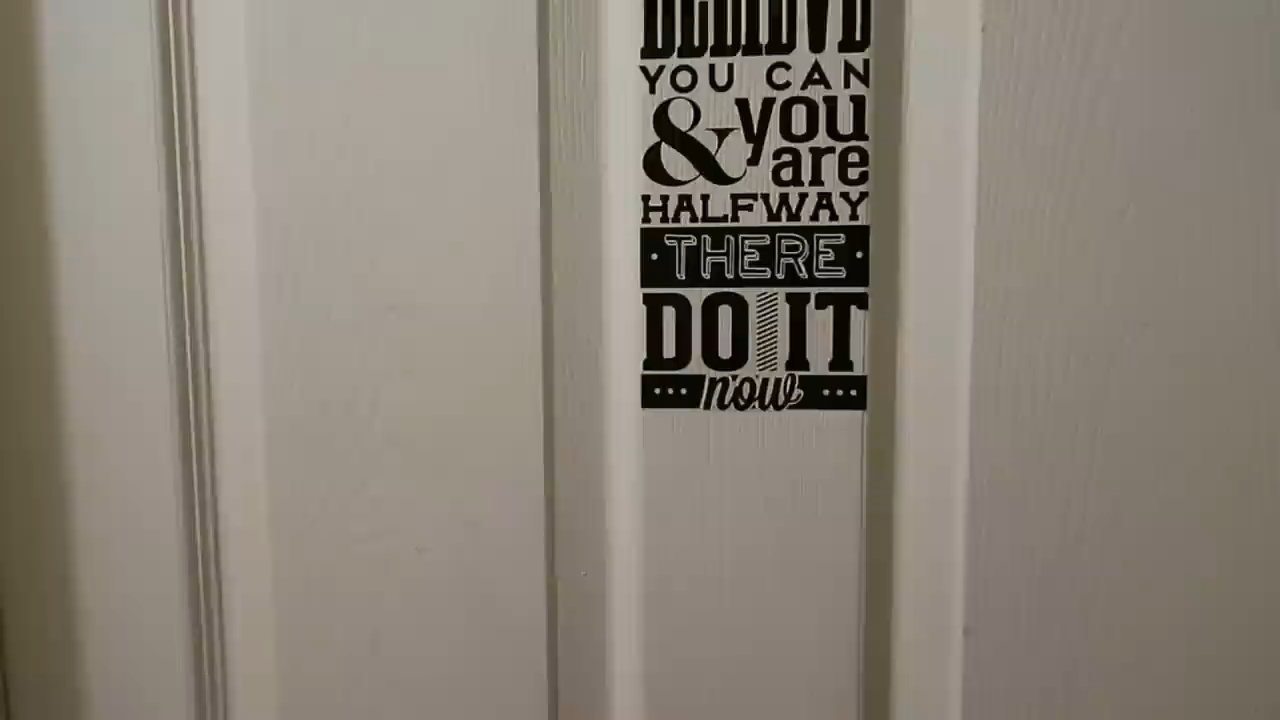 YOU CAN
& you
are
HALFWAY
· THERE ·
DO IT
... now ...